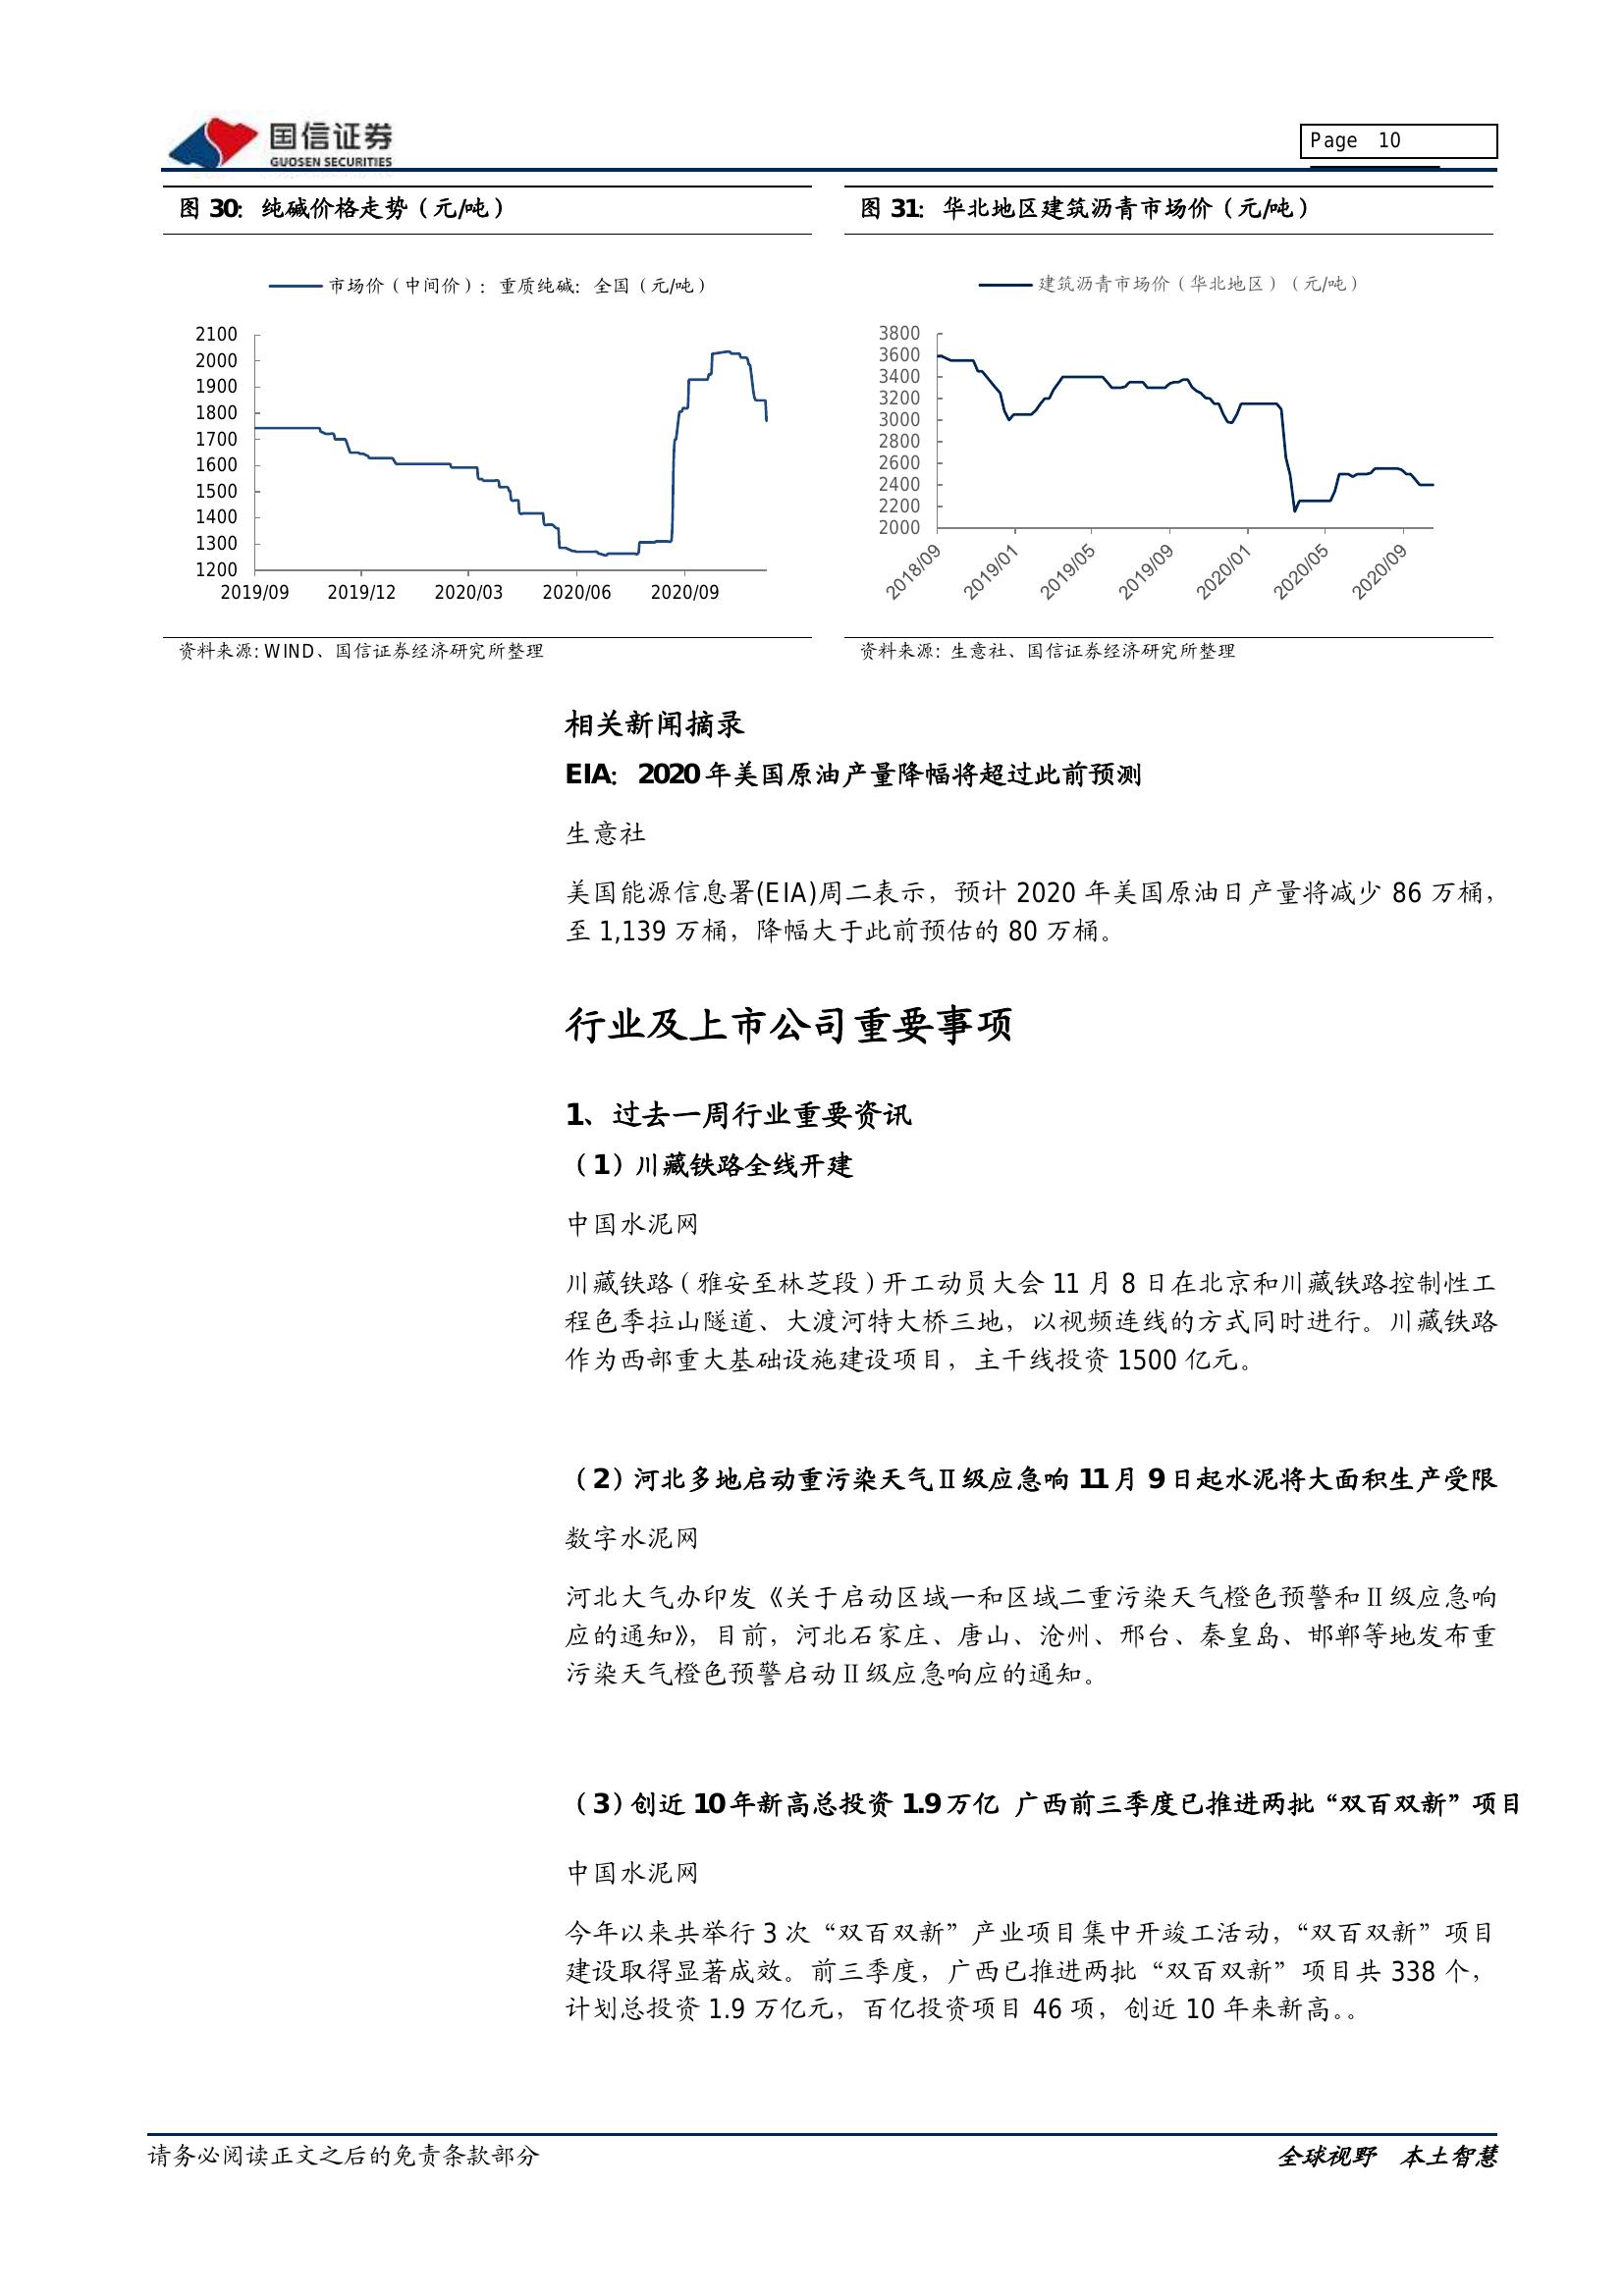 国信证券
GUOSEN SECURITIES
Page 10
图 30：纯碱价格走势（元/吨）
市场价（中间价）：重质纯碱：全国（元/吨）
2100
2000
1900
1800
1700
1600
1500
1400
1300
1200
2019/09 2019/12 2020/03 2020/06 2020/09
资料来源: WIND、国信证券经济研究所整理
图 31：华北地区建筑沥青市场价（元/吨）
建筑沥青市场价（华北地区）（元/吨）
3800
3600
3400
3200
3000
2800
2600
2400
2200
2000
2018/09 2019/01 2019/05 2019/09 2020/01 2020/05 2020/09
资料来源: 生意社、国信证券经济研究所整理
相关新闻摘录
EIA：2020 年美国原油产量降幅将超过此前预测
生意社
美国能源信息署(EIA)周二表示，预计 2020 年美国原油日产量将减少 86 万桶，
至 1,139 万桶，降幅大于此前预估的 80 万桶。
行业及上市公司重要事项
1、过去一周行业重要资讯
（1）川藏铁路全线开建
中国水泥网
川藏铁路（雅安至林芝段）开工动员大会 11 月 8 日在北京和川藏铁路控制性工
程色季拉山隧道、大渡河特大桥三地，以视频连线的方式同时进行。川藏铁路
作为西部重大基础设施建设项目，主干线投资 1500 亿元。
（2）河北多地启动重污染天气Ⅱ级应急响 11 月 9 日起水泥将大面积生产受限
数字水泥网
河北大气办印发《关于启动区域一和区域二重污染天气橙色预警和Ⅱ级应急响
应的通知》，目前，河北石家庄、唐山、沧州、邢台、秦皇岛、邯郸等地发布重
污染天气橙色预警启动Ⅱ级应急响应的通知。
（3）创近 10 年新高总投资 1.9 万亿 广西前三季度已推进两批“双百双新”项目
中国水泥网
今年以来共举行 3 次“双百双新”产业项目集中开竣工活动，“双百双新”项目
建设取得显著成效。前三季度，广西已推进两批“双百双新”项目共 338 个，
计划总投资 1.9 万亿元，百亿投资项目 46 项，创近 10 年来新高。。
请务必阅读正文之后的免责条款部分
全球视野 本土智慧